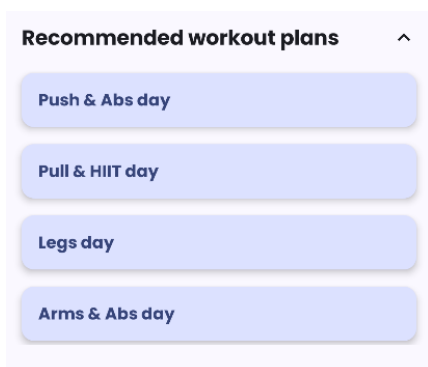 Recommended workout plans
Push & Abs day
Pull & HIIT day
Legs day
Arms & Abs day